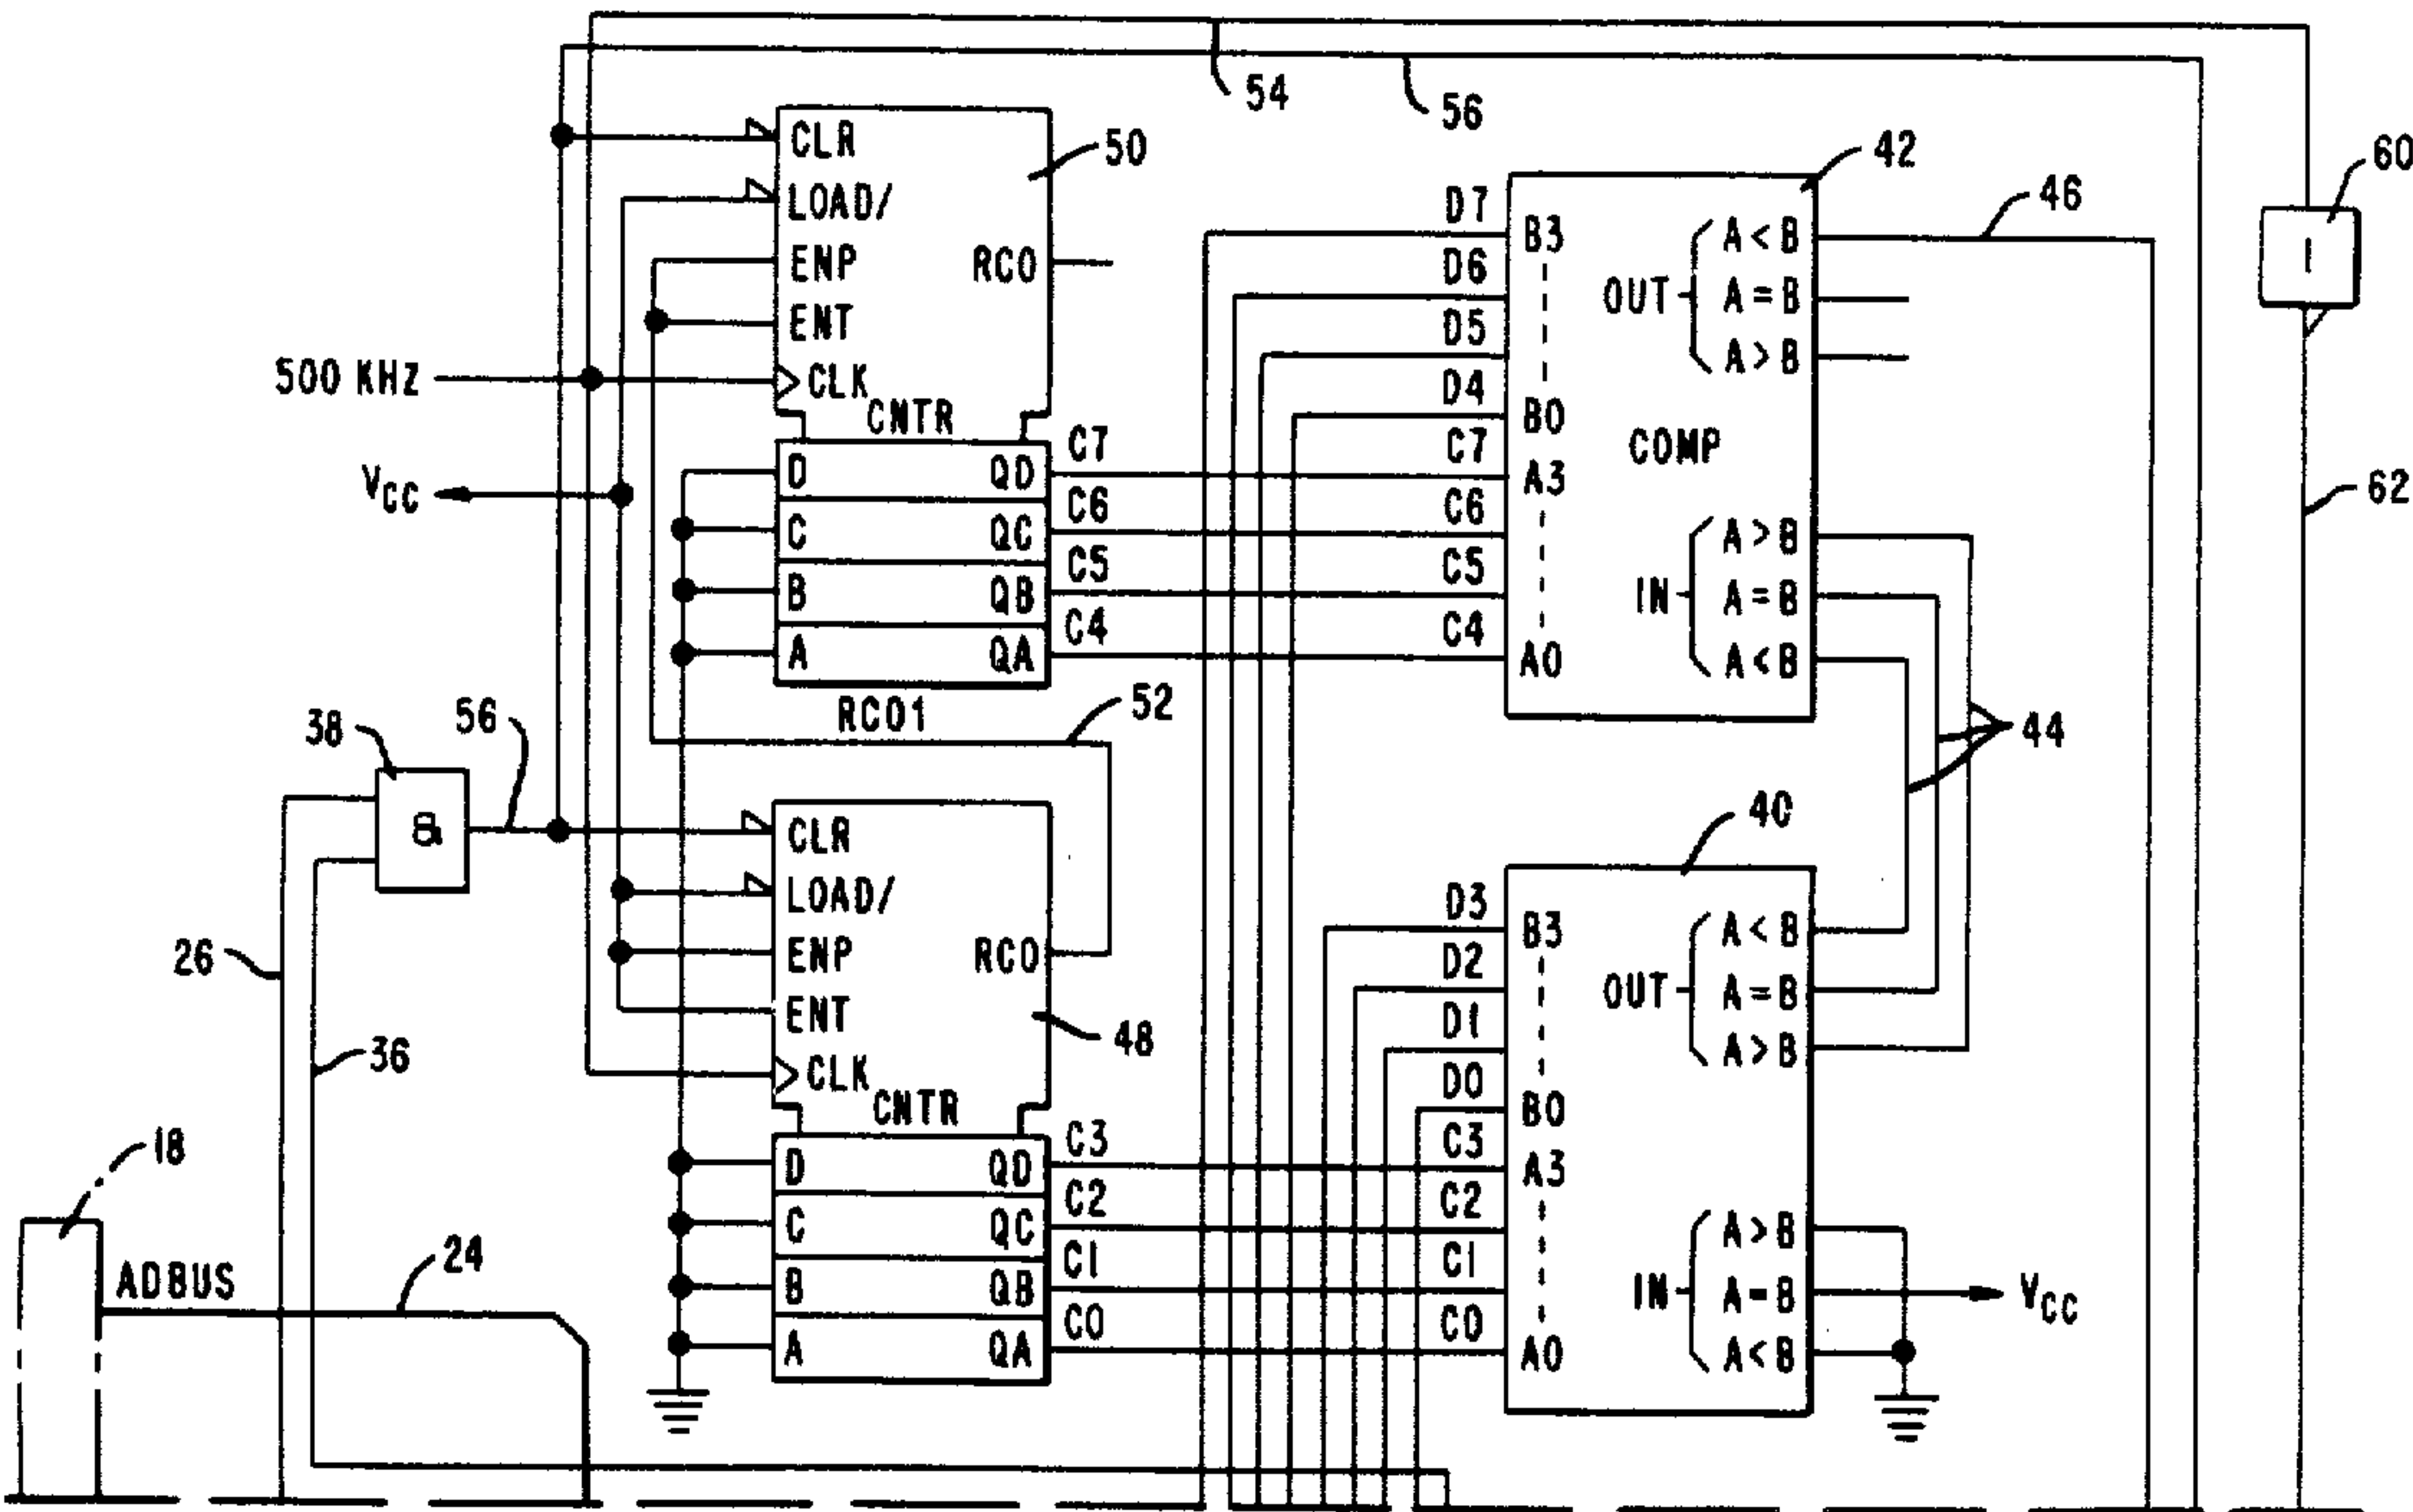 54
56
CLR
LOAD/
ENP
ENT
CLK
RCO
CNTR
50
500 KHZ
VCC
D QD C7
C QC C6
B QB C5
A QA C4
RCO1
52
D7
D6
D5
D4
C7
C6
C5
C4
B3
B0
A3
A0
COMP
OUT
A < B
A = B
A > B
IN
A > B
A = B
A < B
42
46
60
62
44
38
&
56
26
36
CLR
LOAD/
ENP
ENT
CLK
RCO
CNTR
48
D QD C3
C QC C2
B QB C1
A QA C0
40
D3
D2
D1
D0
C3
C2
C1
C0
B3
B0
A3
A0
OUT
A < B
A = B
A > B
IN
A > B
A = B
A < B
VCC
18
ADBUS
24
1